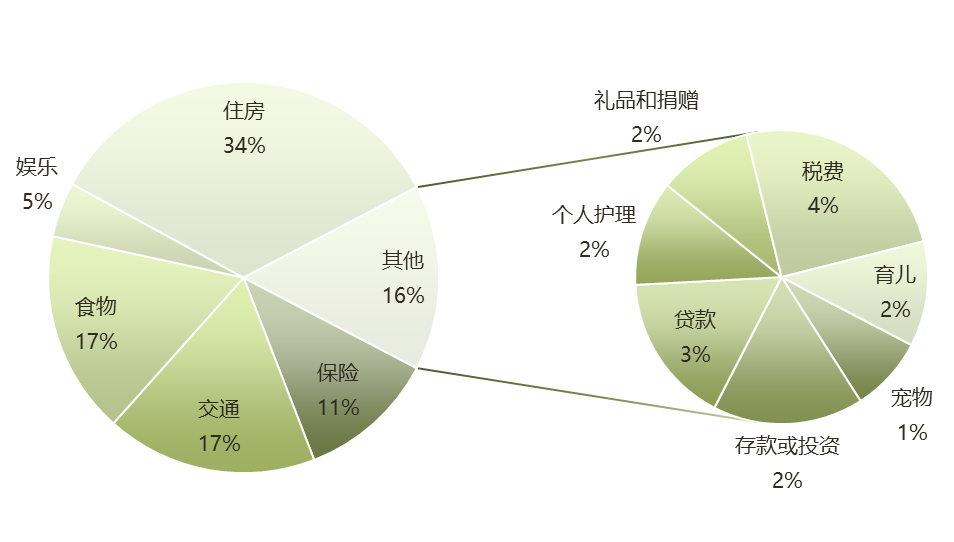 住房
34%
娱乐
5%
食物
17%
交通
17%
保险
11%
其他
16%
礼品和捐赠
2%
个人护理
2%
贷款
3%
税费
4%
育儿
2%
宠物
1%
存款或投资
2%